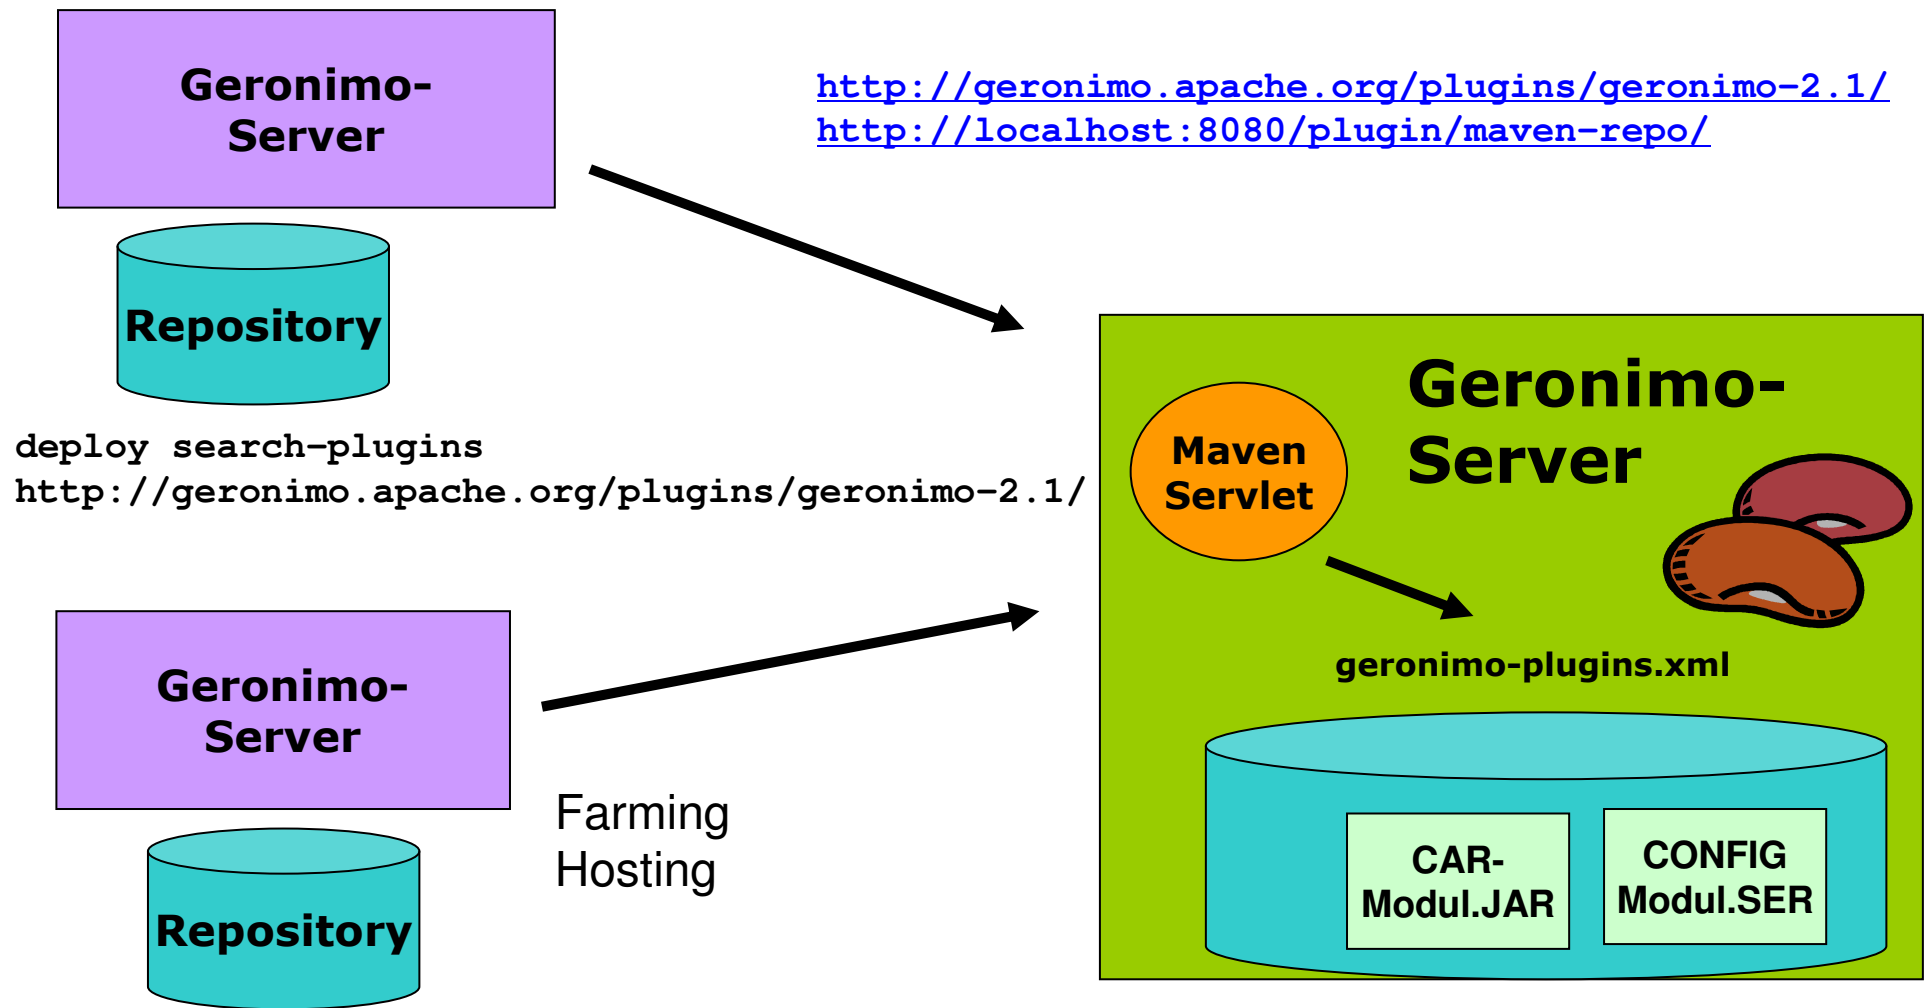 Geronimo-
Server
http://geronimo.apache.org/plugins/geronimo-2.1/
http://localhost:8080/plugin/maven-repo/
Repository
deploy search-plugins
http://geronimo.apache.org/plugins/geronimo-2.1/
Geronimo-
Server
Maven
Servlet
geronimo-plugins.xml
CAR-
Modul.JAR
CONFIG
Modul.SER
Geronimo-
Server
Farming
Hosting
Repository